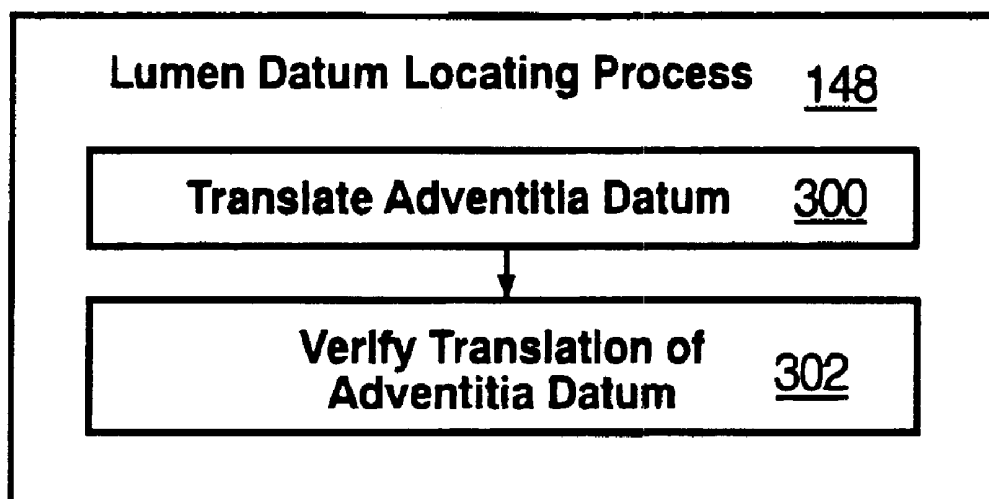 Lumen Datum Locating Process 148
Translate Adventitia Datum 300
Verify Translation of
Adventitia Datum 302